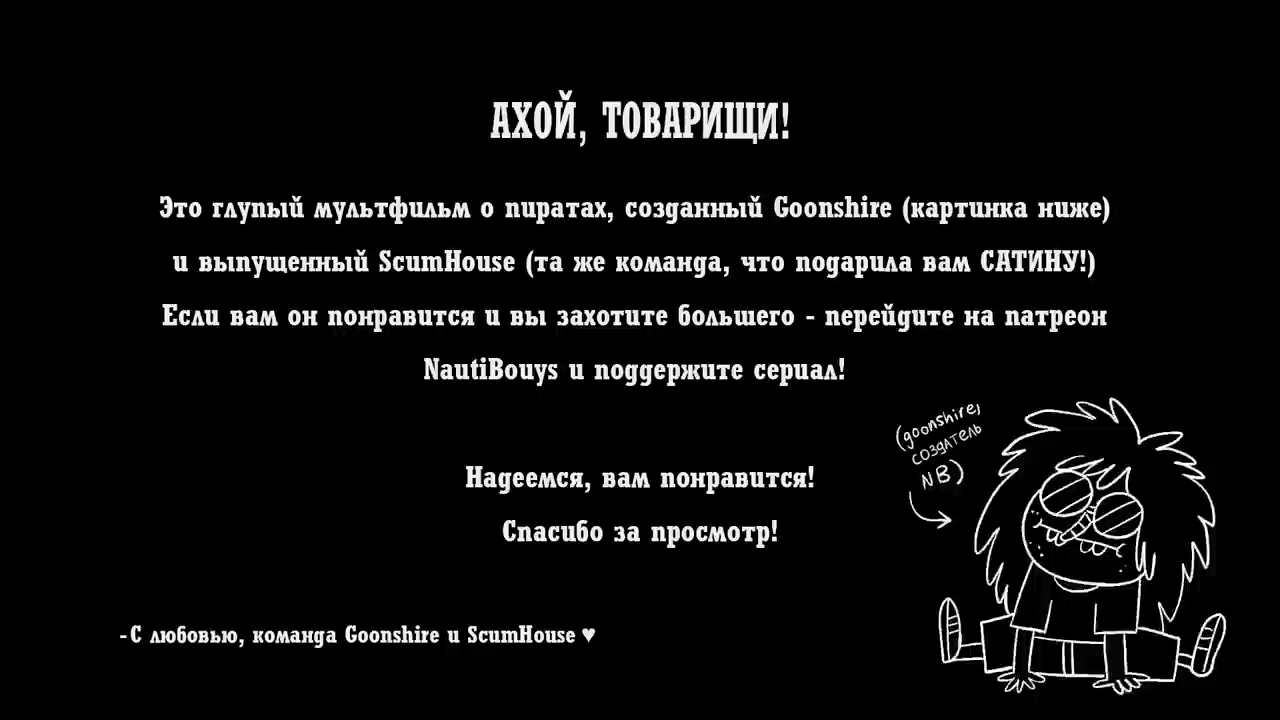 АХОЙ, ТОВАРИЩИ!
Это глупый мультфильм о пиратах, созданный Goonshire (картинка ниже)
и выпущенный ScumHouse (та же команда, что подарила вам САТИНУ!)
Если вам он понравится и вы захотите большего - перейдите на патреон
NautiBouys и поддержите сериал!
(goonshire,
создатель
NB)
Надеемся, вам понравится!
Спасибо за просмотр!
-С любовью, команда Goonshire и ScumHouse ♥